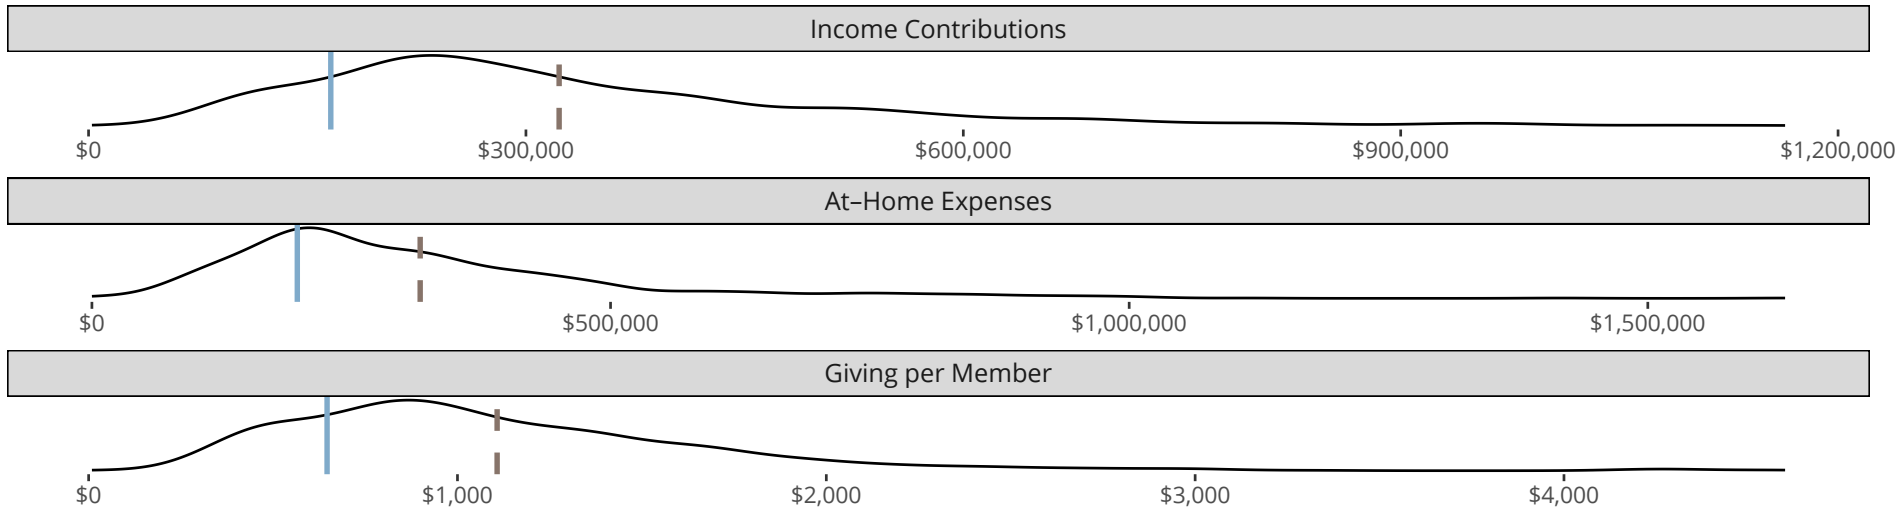 Income Contributions
$0 $300,000 $600,000 $900,000 $1,200,000
At–Home Expenses
$0 $500,000 $1,000,000 $1,500,000
Giving per Member
$0 $1,000 $2,000 $3,000 $4,000